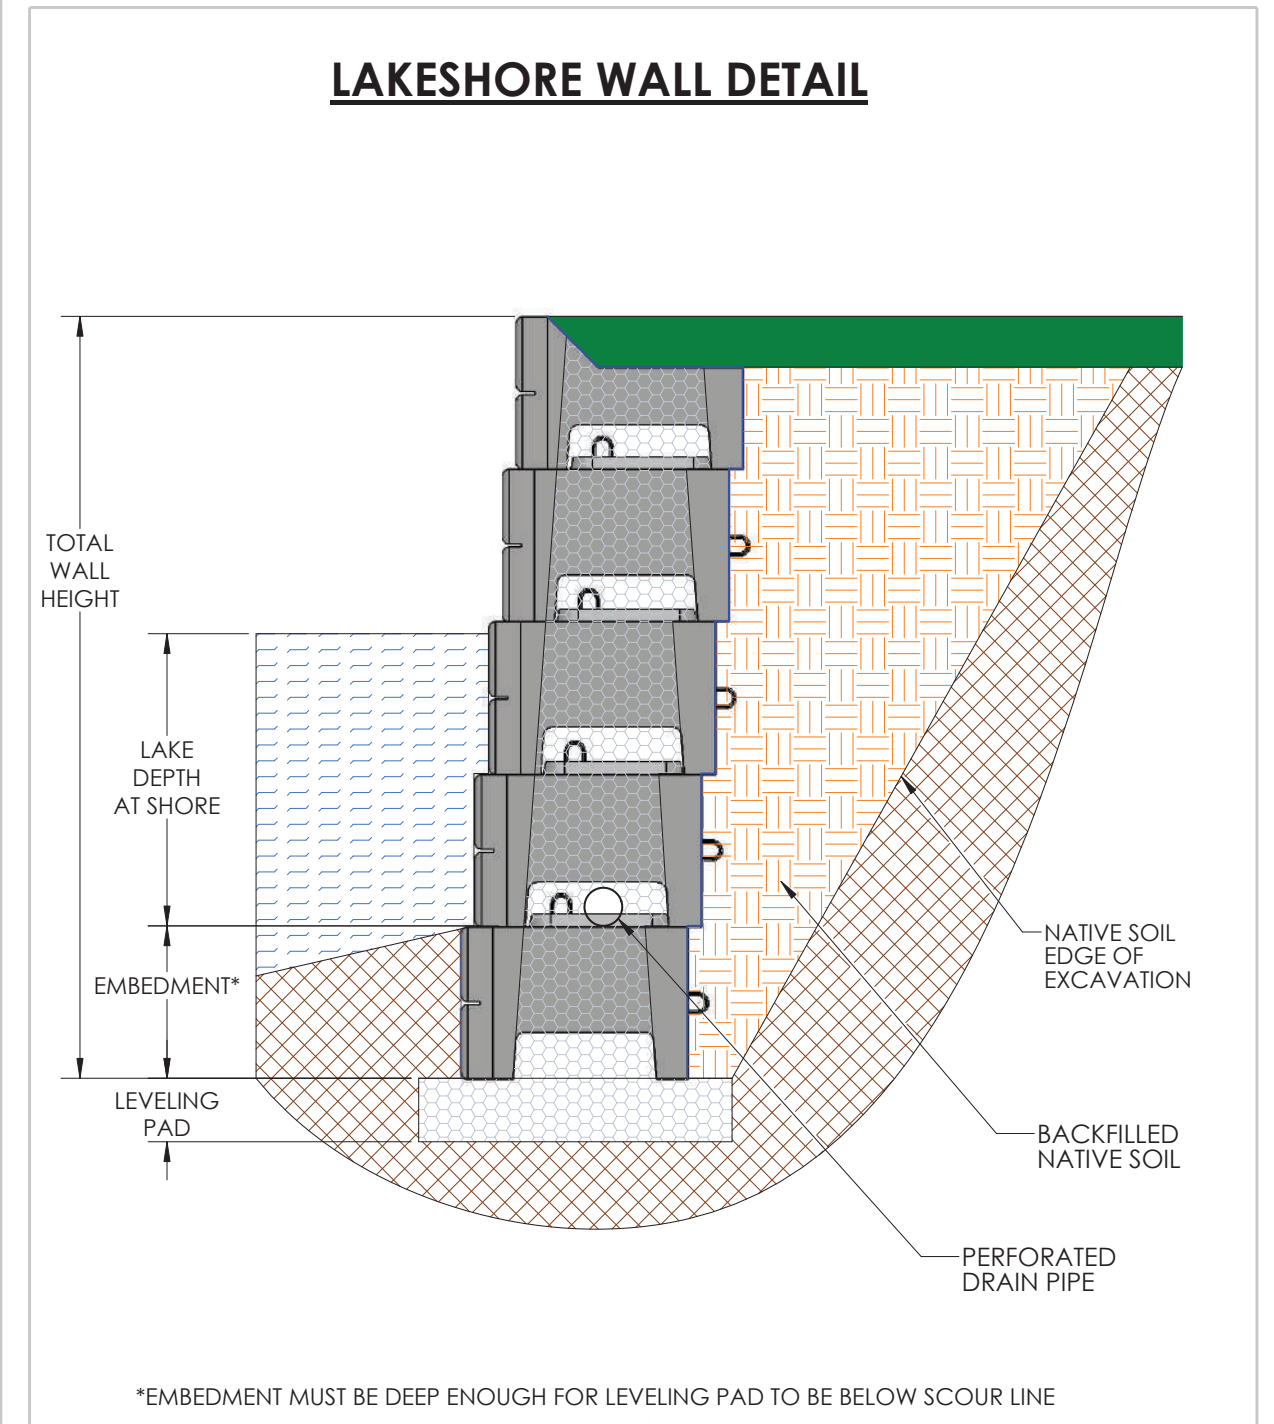 LAKESHORE WALL DETAIL
TOTAL
WALL
HEIGHT
LAKE
DEPTH
AT SHORE
EMBEDMENT*
LEVELING
PAD
NATIVE SOIL
EDGE OF
EXCAVATION
BACKFILLED
NATIVE SOIL
PERFORATED
DRAIN PIPE
*EMBEDMENT MUST BE DEEP ENOUGH FOR LEVELING PAD TO BE BELOW SCOUR LINE